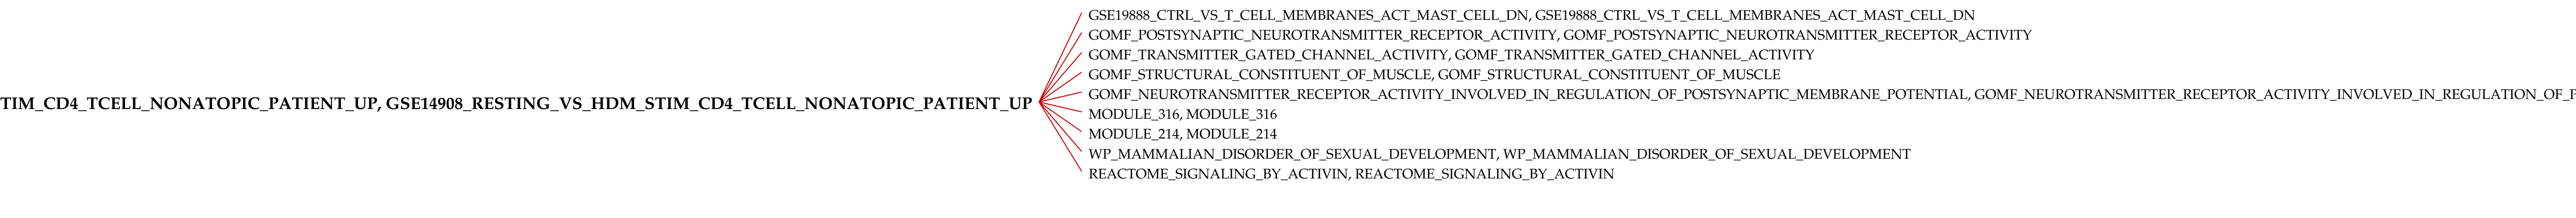 GSE19888_CTRL_VS_T_CELL_MEMBRANES_ACT_MAST_CELL_DN, GSE19888_CTRL_VS_T_CELL_MEMBRANES_ACT_MAST_CELL_DN
GOMF_POSTSYNAPTIC_NEUROTRANSMITTER_RECEPTOR_ACTIVITY, GOMF_POSTSYNAPTIC_NEUROTRANSMITTER_RECEPTOR_ACTIVITY
GOMF_TRANSMITTER_GATED_CHANNEL_ACTIVITY, GOMF_TRANSMITTER_GATED_CHANNEL_ACTIVITY
GOMF_STRUCTURAL_CONSTITUENT_OF_MUSCLE, GOMF_STRUCTURAL_CONSTITUENT_OF_MUSCLE
GOMF_NEUROTRANSMITTER_RECEPTOR_ACTIVITY_INVOLVED_IN_REGULATION_OF_POSTSYNAPTIC_MEMBRANE_POTENTIAL, GOMF_NEUROTRANSMITTER_RECEPTOR_ACTIVITY_INVOLVED_IN_REGULATION_OF_P
TIM_CD4_TCELL_NONATOPIC_PATIENT_UP, GSE14908_RESTING_VS_HDM_STIM_CD4_TCELL_NONATOPIC_PATIENT_UP
MODULE_316, MODULE_316
MODULE_214, MODULE_214
WP_MAMMALIAN_DISORDER_OF_SEXUAL_DEVELOPMENT, WP_MAMMALIAN_DISORDER_OF_SEXUAL_DEVELOPMENT
REACTOME_SIGNALING_BY_ACTIVIN, REACTOME_SIGNALING_BY_ACTIVIN